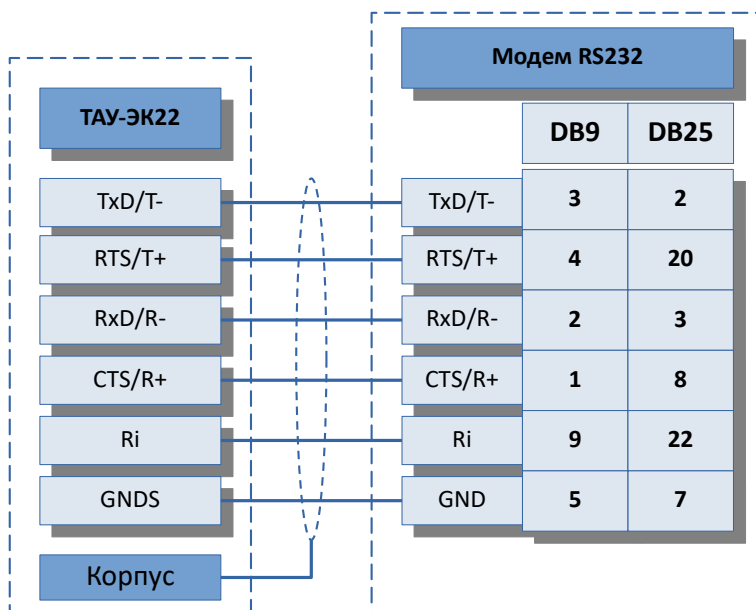 Модем RS232
ТАУ-ЭК22
DB9 DB25
TxD/T- TxD/T- 3 2
RTS/T+ RTS/T+ 4 20
RxD/R- RxD/R- 2 3
CTS/R+ CTS/R+ 1 8
Ri Ri 9 22
GNDS GND 5 7
Корпус